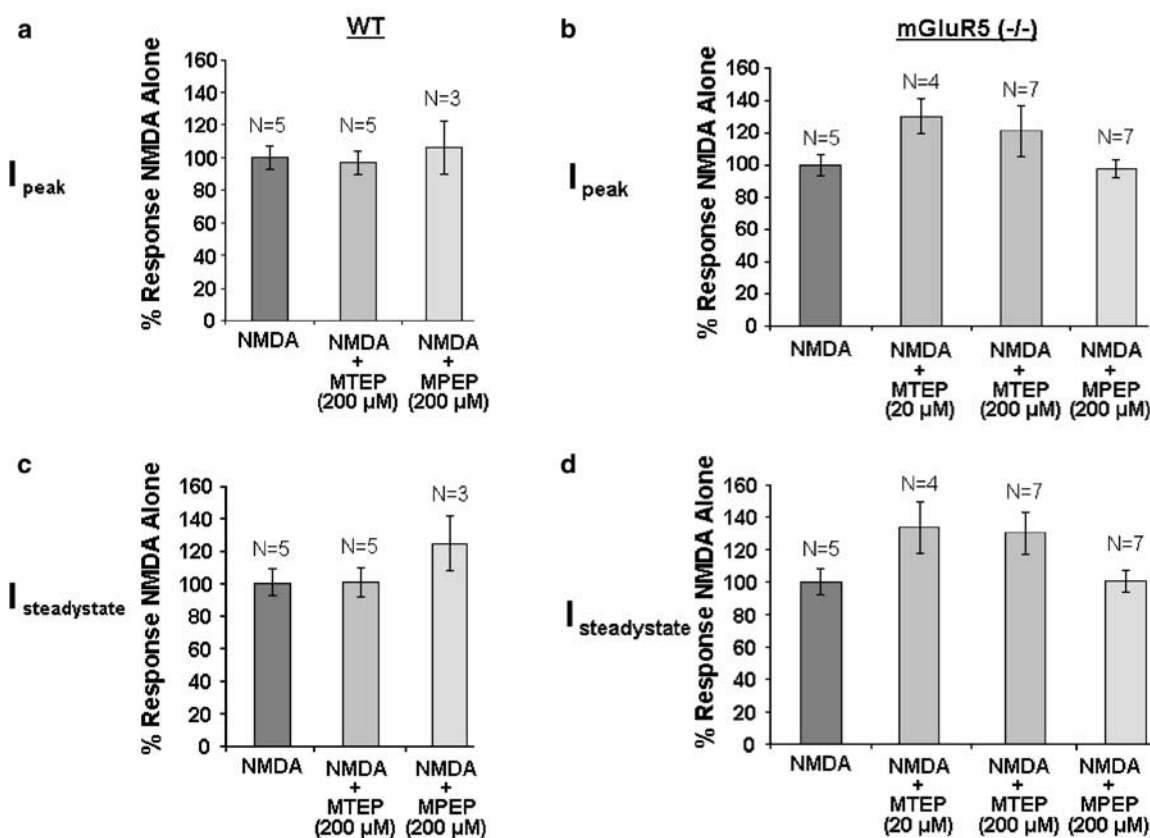 a
WT
% Response NMDA Alone
160
140
120
100
80
60
40
20
0
I peak
N=5
N=5
N=3
NMDA
NMDA
+
MTEP
(200 µM)
NMDA
+
MPEP
(200 µM)
b
mGluR5 (-/-)
% Response NMDA Alone
160
140
120
100
80
60
40
20
0
I peak
N=5
N=4
N=7
N=7
NMDA
NMDA
+
MTEP
(20 µM)
NMDA
+
MTEP
(200 µM)
NMDA
+
MPEP
(200 µM)
c
% Response NMDA Alone
160
140
120
100
80
60
40
20
0
I steadystate
N=5
N=5
N=3
NMDA
NMDA
+
MTEP
(200 µM)
NMDA
+
MPEP
(200 µM)
d
% Response NMDA Alone
160
140
120
100
80
60
40
20
0
I steadystate
N=5
N=4
N=7
N=7
NMDA
NMDA
+
MTEP
(20 µM)
NMDA
+
MTEP
(200 µM)
NMDA
+
MPEP
(200 µM)